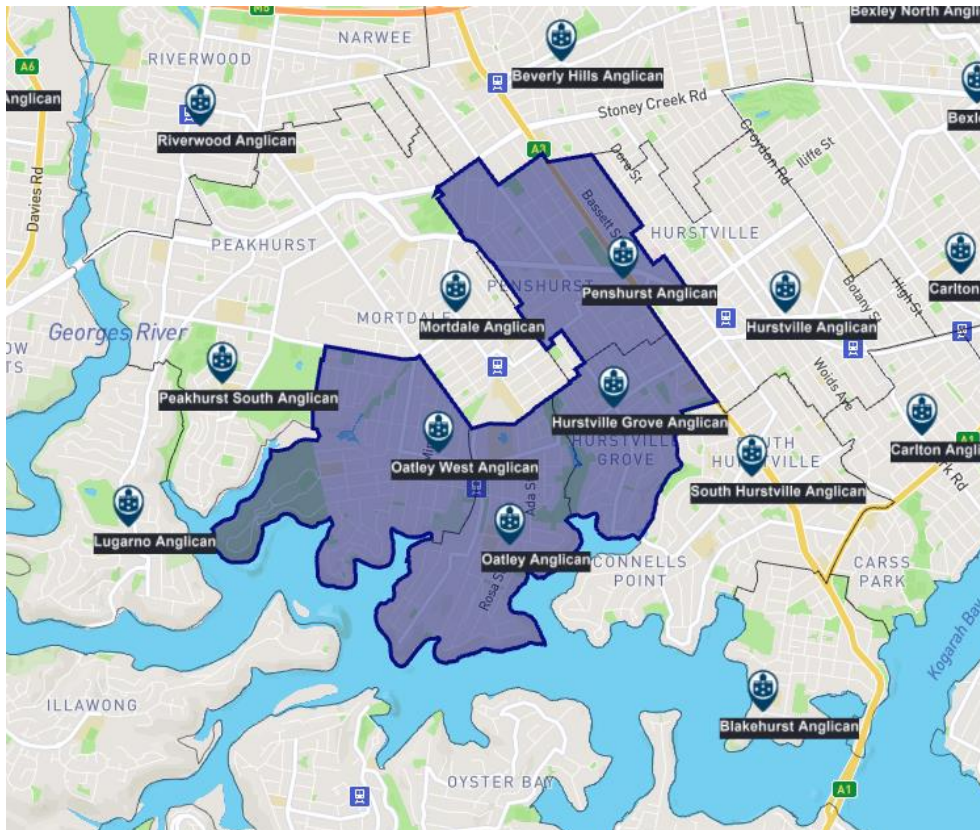 M5
Bexley North Anglican
NARWEE
RIVERWOOD
A6
Beverly Hills Anglican
Anglican
Stoney Creek Rd
Riverwood Anglican
Croydon Rd
Iliffe St
A3
Dora St
Davies Rd
Bassett St
HURSTVILLE
PEAKHURST
PENSHURST
Penshurst Anglican
High St
Botany St
Carlton
MORTDALE
Mortdale Anglican
Hurstville Anglican
Georges River
Woids Ave
Peakhurst South Anglican
Hurstville Grove Anglican
HURSTVILLE
GROVE
SOUTH
HURSTVILLE
A1
Carlton Angli
Oatley West Anglican
Ada S
South Hurstville Anglican
Lugarno Anglican
Oatley Anglican
CONNELLS
POINT
CARSS
PARK
Rosa S
Kogarah Bay
ILLAWONG
Blakehurst Anglican
OYSTER BAY
A1